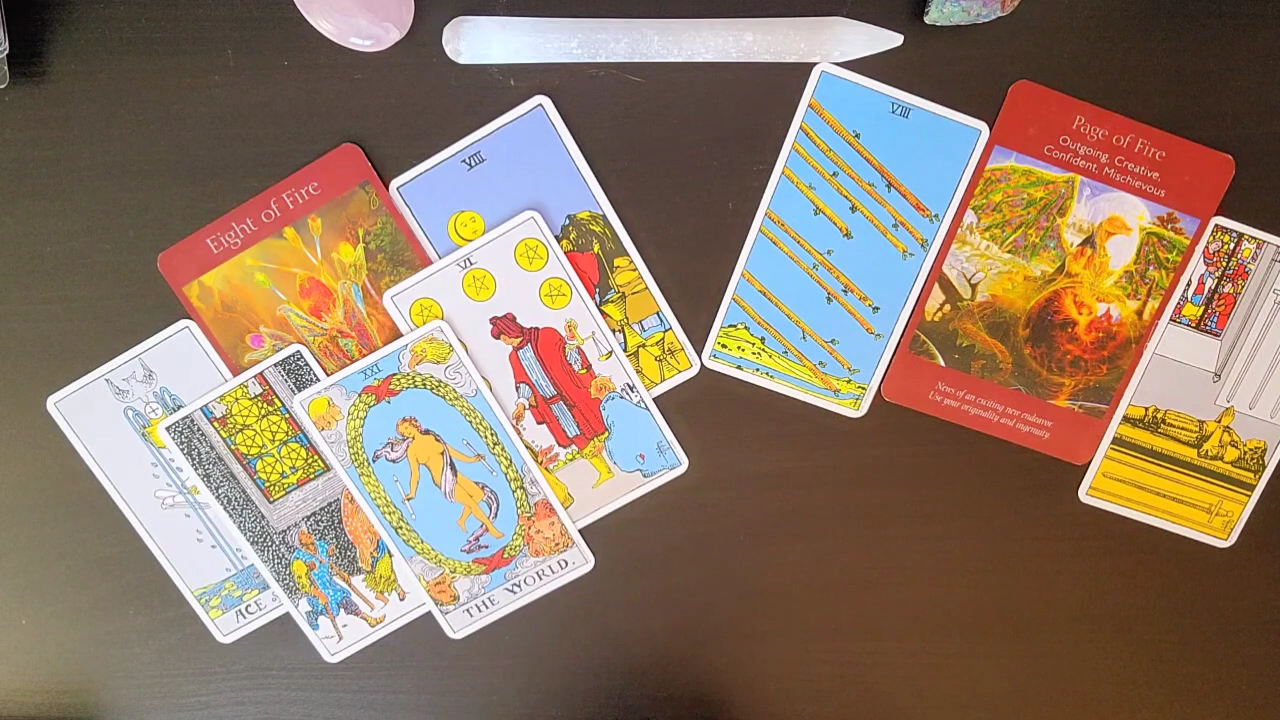 Eight of Fire
VIII
VI
ACE
XXI
THE WORLD.
VIII
Page of Fire
Outgoing, Creative,
Confident, Mischievous
News of an exciting new endeavor.
Use your originality and ingenuity.